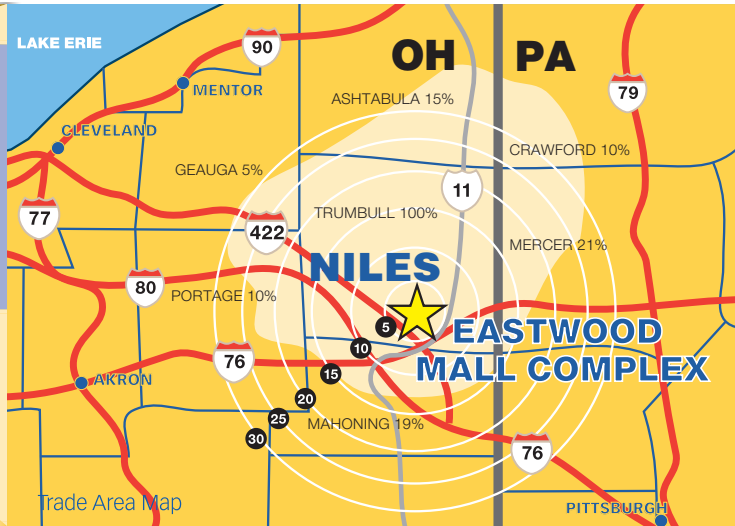 LAKE ERIE
90
OH PA
79
MENTOR
ASHTABULA 15%
CLEVELAND
CRAWFORD 10%
GEAUGA 5%
11
77
TRUMBULL 100%
422
MERCER 21%
NILES
80
PORTAGE 10%
5
EASTWOOD
MALL COMPLEX
10
76
15
AKRON
20
25
MAHONING 19%
30
76
Trade Area Map
PITTSBURGH